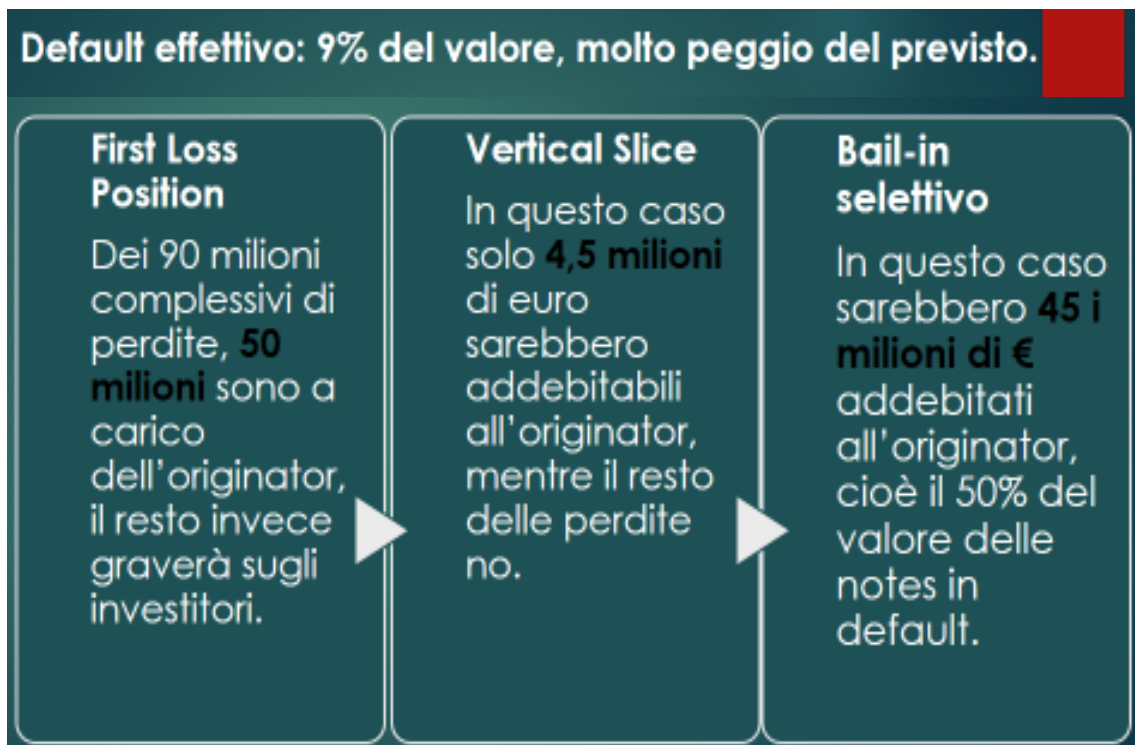 Default effettivo: 9% del valore, molto peggio del previsto.
First Loss
Position
Dei 90 milioni
complessivi di
perdite, 50
milioni sono a
carico
dell'originator,
il resto invece
graverà sugli
investitori.
Vertical Slice
In questo caso
solo 4,5 milioni
di euro
sarebbero
addebitabili
all'originator,
mentre il resto
delle perdite
no.
Bail-in
selettivo
In questo caso
sarebbero 45 i
milioni di €
addebitati
all'originator,
cioè il 50% del
valore delle
notes in
default.